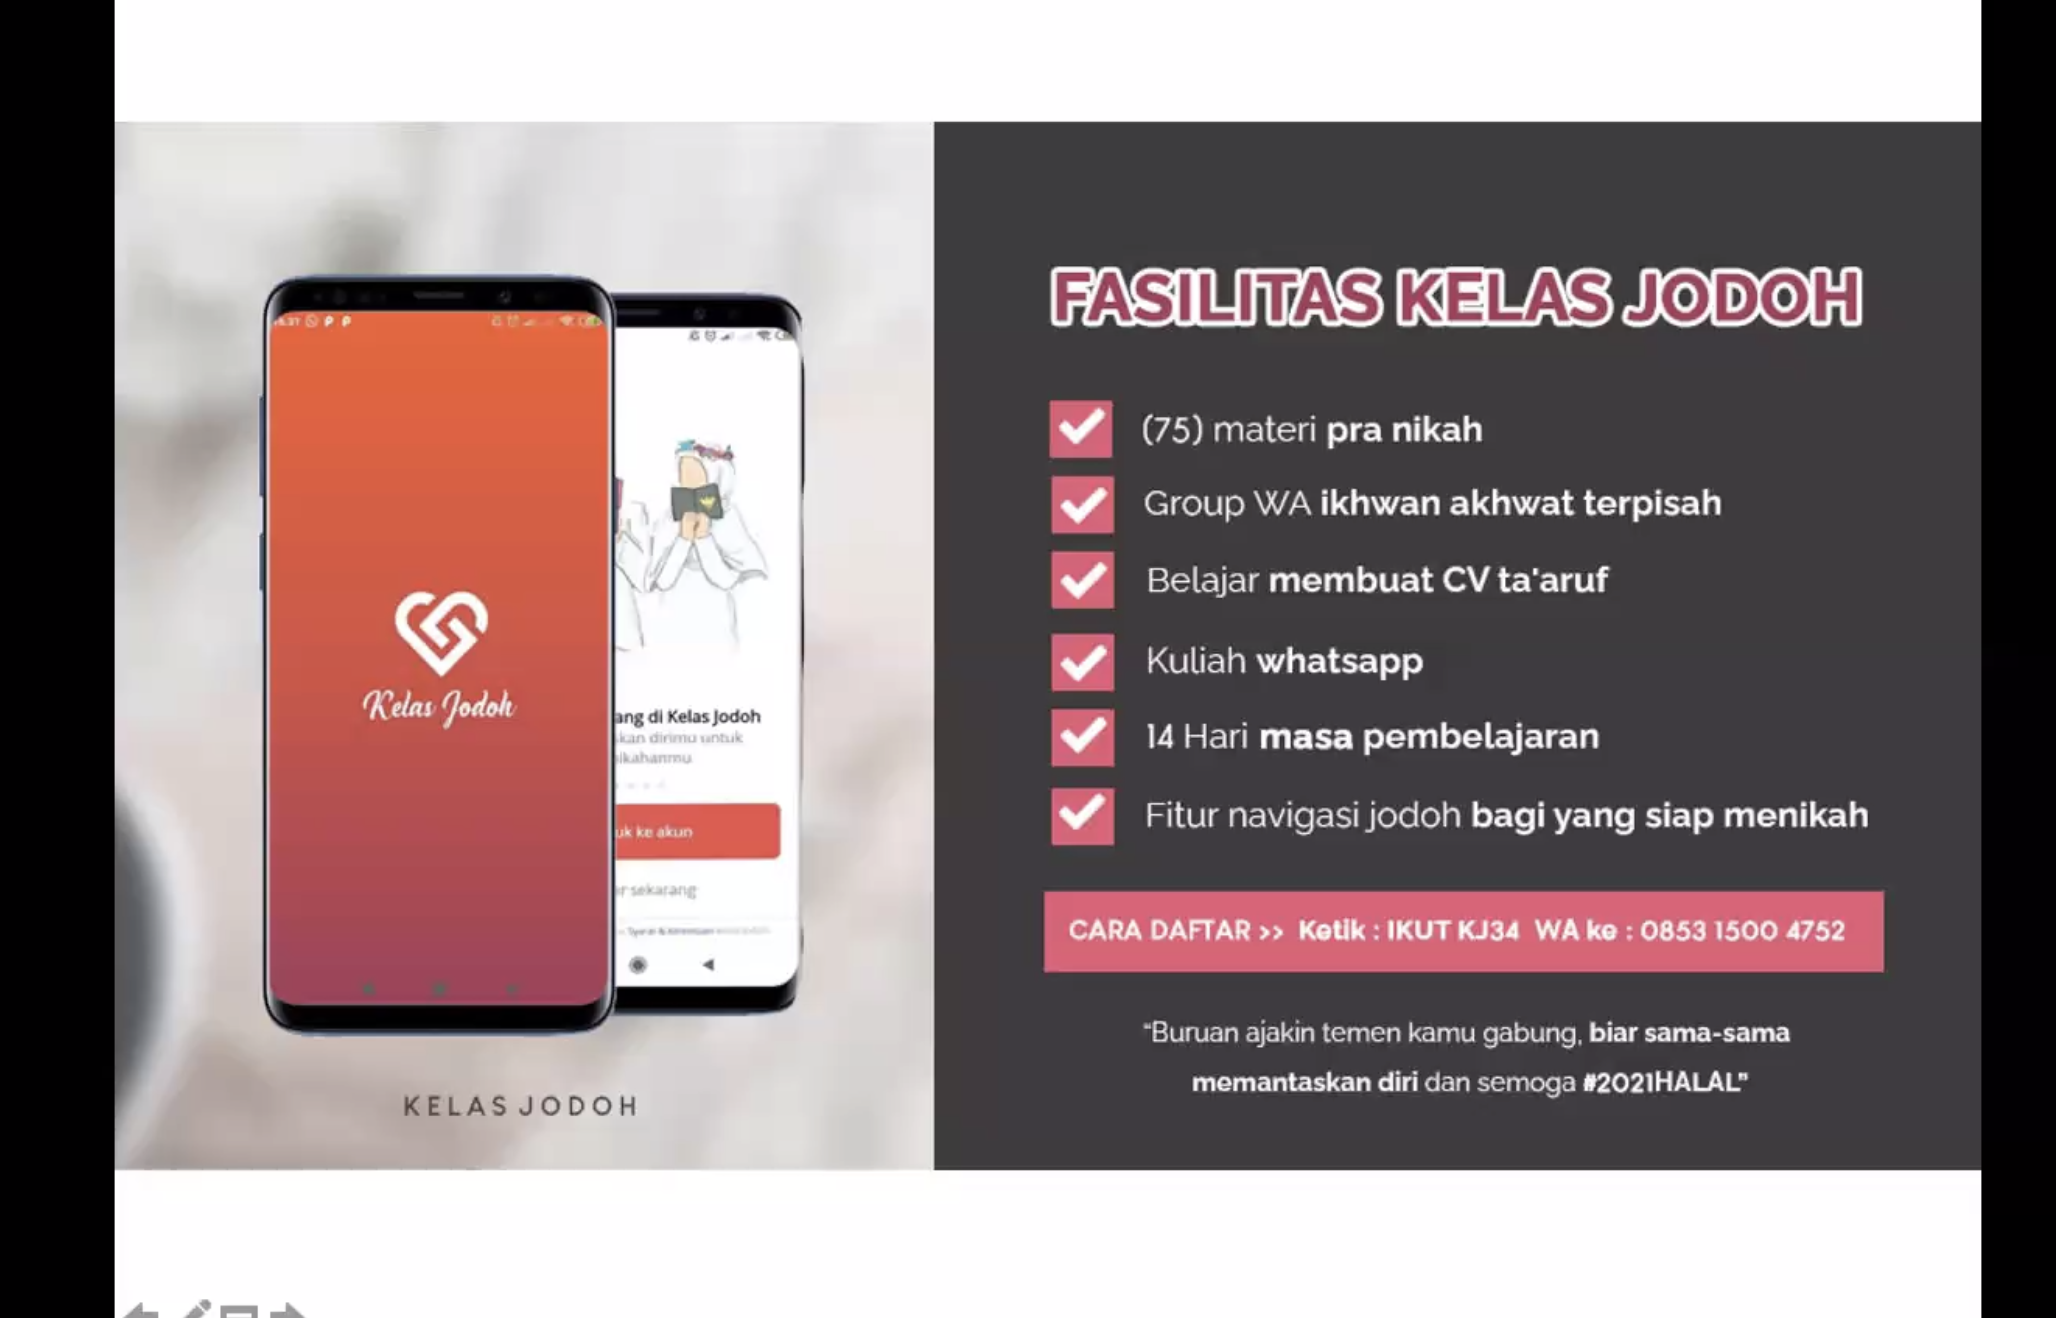 FASILITAS KELAS JODOH
(75) materi pra nikah
Group WA ikhwan akhwat terpisah
Belajar membuat CV ta'aruf
Kuliah whatsapp
14 Hari masa pembelajaran
Fitur navigasi jodoh bagi yang siap menikah
CARA DAFTAR >> Ketik : IKUT KJ34 WA ke : 0853 1500 4752
"Buruan ajakin temen kamu gabung, biar sama-sama
memantaskan diri dan semoga #2021HALAL"
Kelas Jodoh
ang di Kelas Jodoh
kan dirimu untuk
ikahanmu
uk ke akun
r sekarang
KELAS JODOH